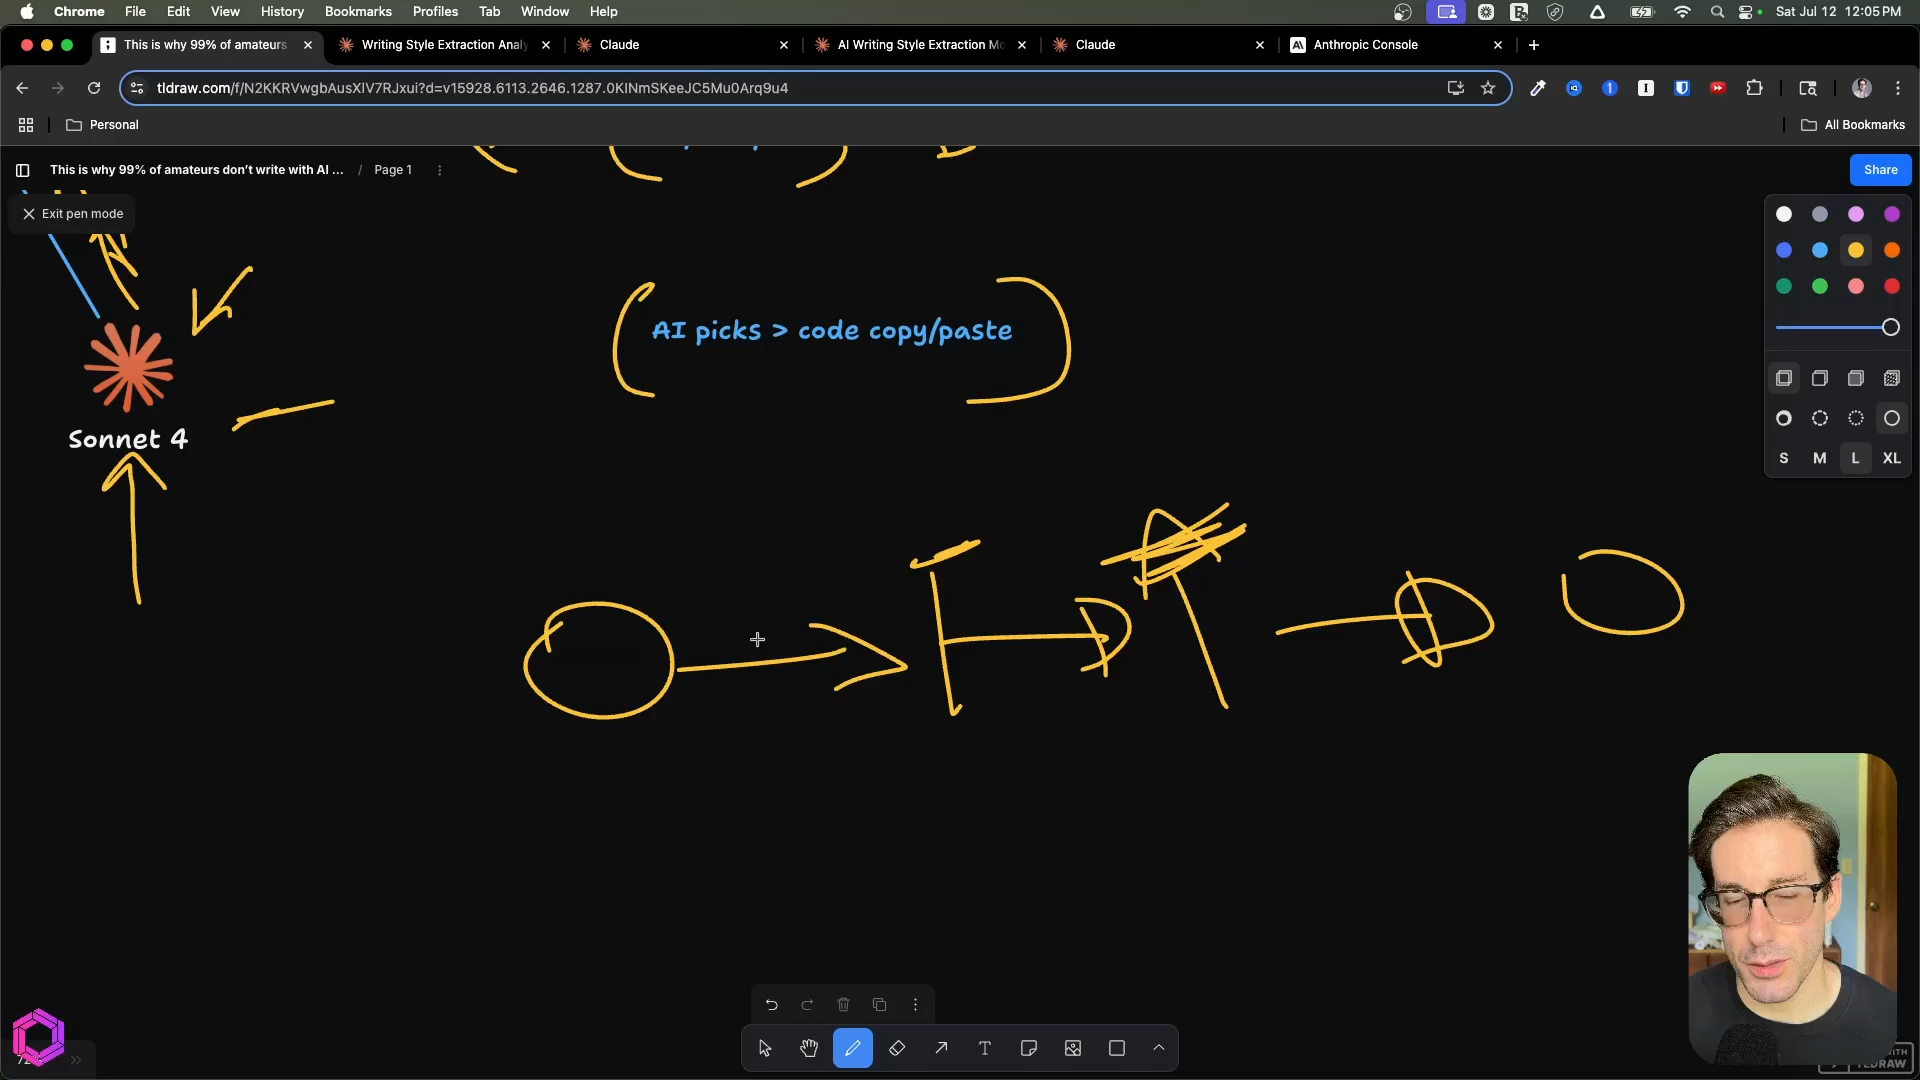 Chrome File Edit View History Bookmarks Profiles Tab Window Help Sat Jul 12 12:05 PM
This is why 99% of amateurs Writing Style Extraction Analy Claude AI Writing Style Extraction Mo Claude Anthropic Console
tldraw.com/f/N2KKRVwgbAusXIV7RJxui?d=v15928.6113.2646.1287.0KINmSKeeJC5Mu0Arq9u4
Personal All Bookmarks
This is why 99% of amateurs don't write with AI ... / Page 1 Share
Exit pen mode
AI picks > code copy/paste
Sonnet 4
S M L XL